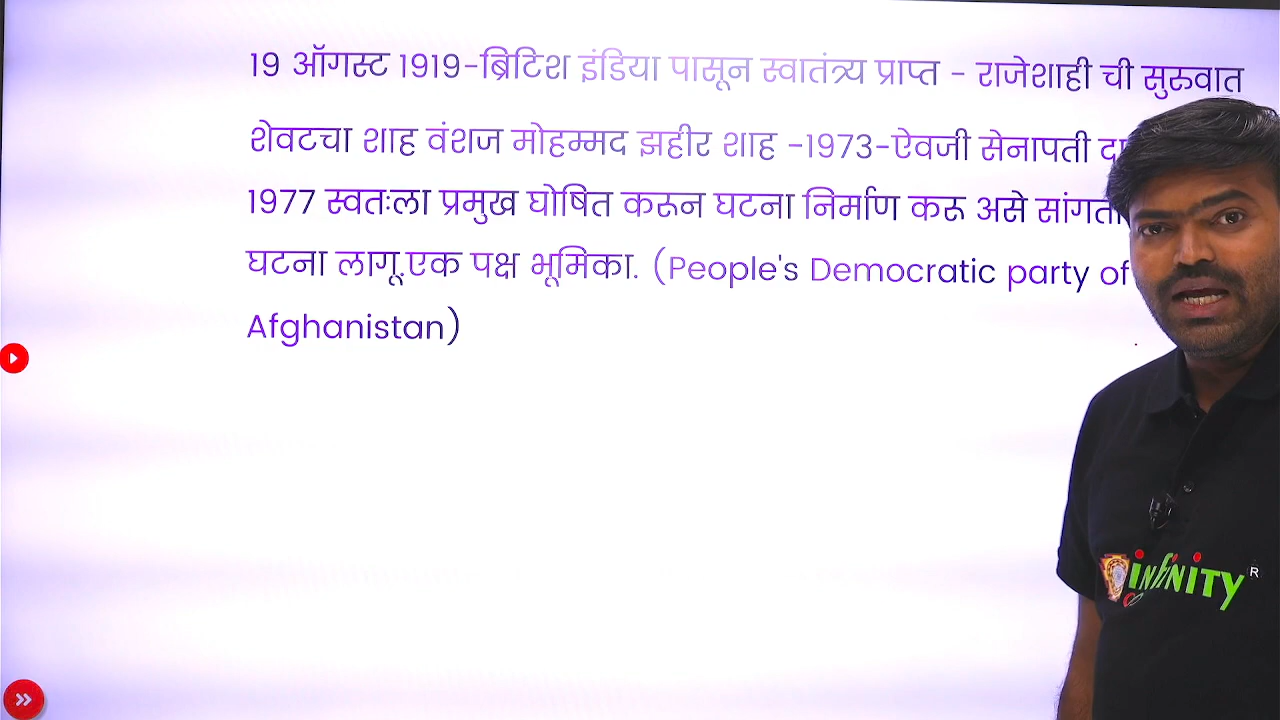 19 ऑगस्ट 1919-ब्रिटिश इंडिया पासून स्वातंत्र्य प्राप्त - राजेशाही ची सुरुवात
शेवटचा शाह वंशज मोहम्मद झहीर शाह -1973-ऐवजी सेनापती
1977 स्वतःला प्रमुख घोषित करून घटना निर्माण करू असे
घटना लागू.एक पक्ष भूमिका. (People's Democratic party of
Afghanistan)
infinity R